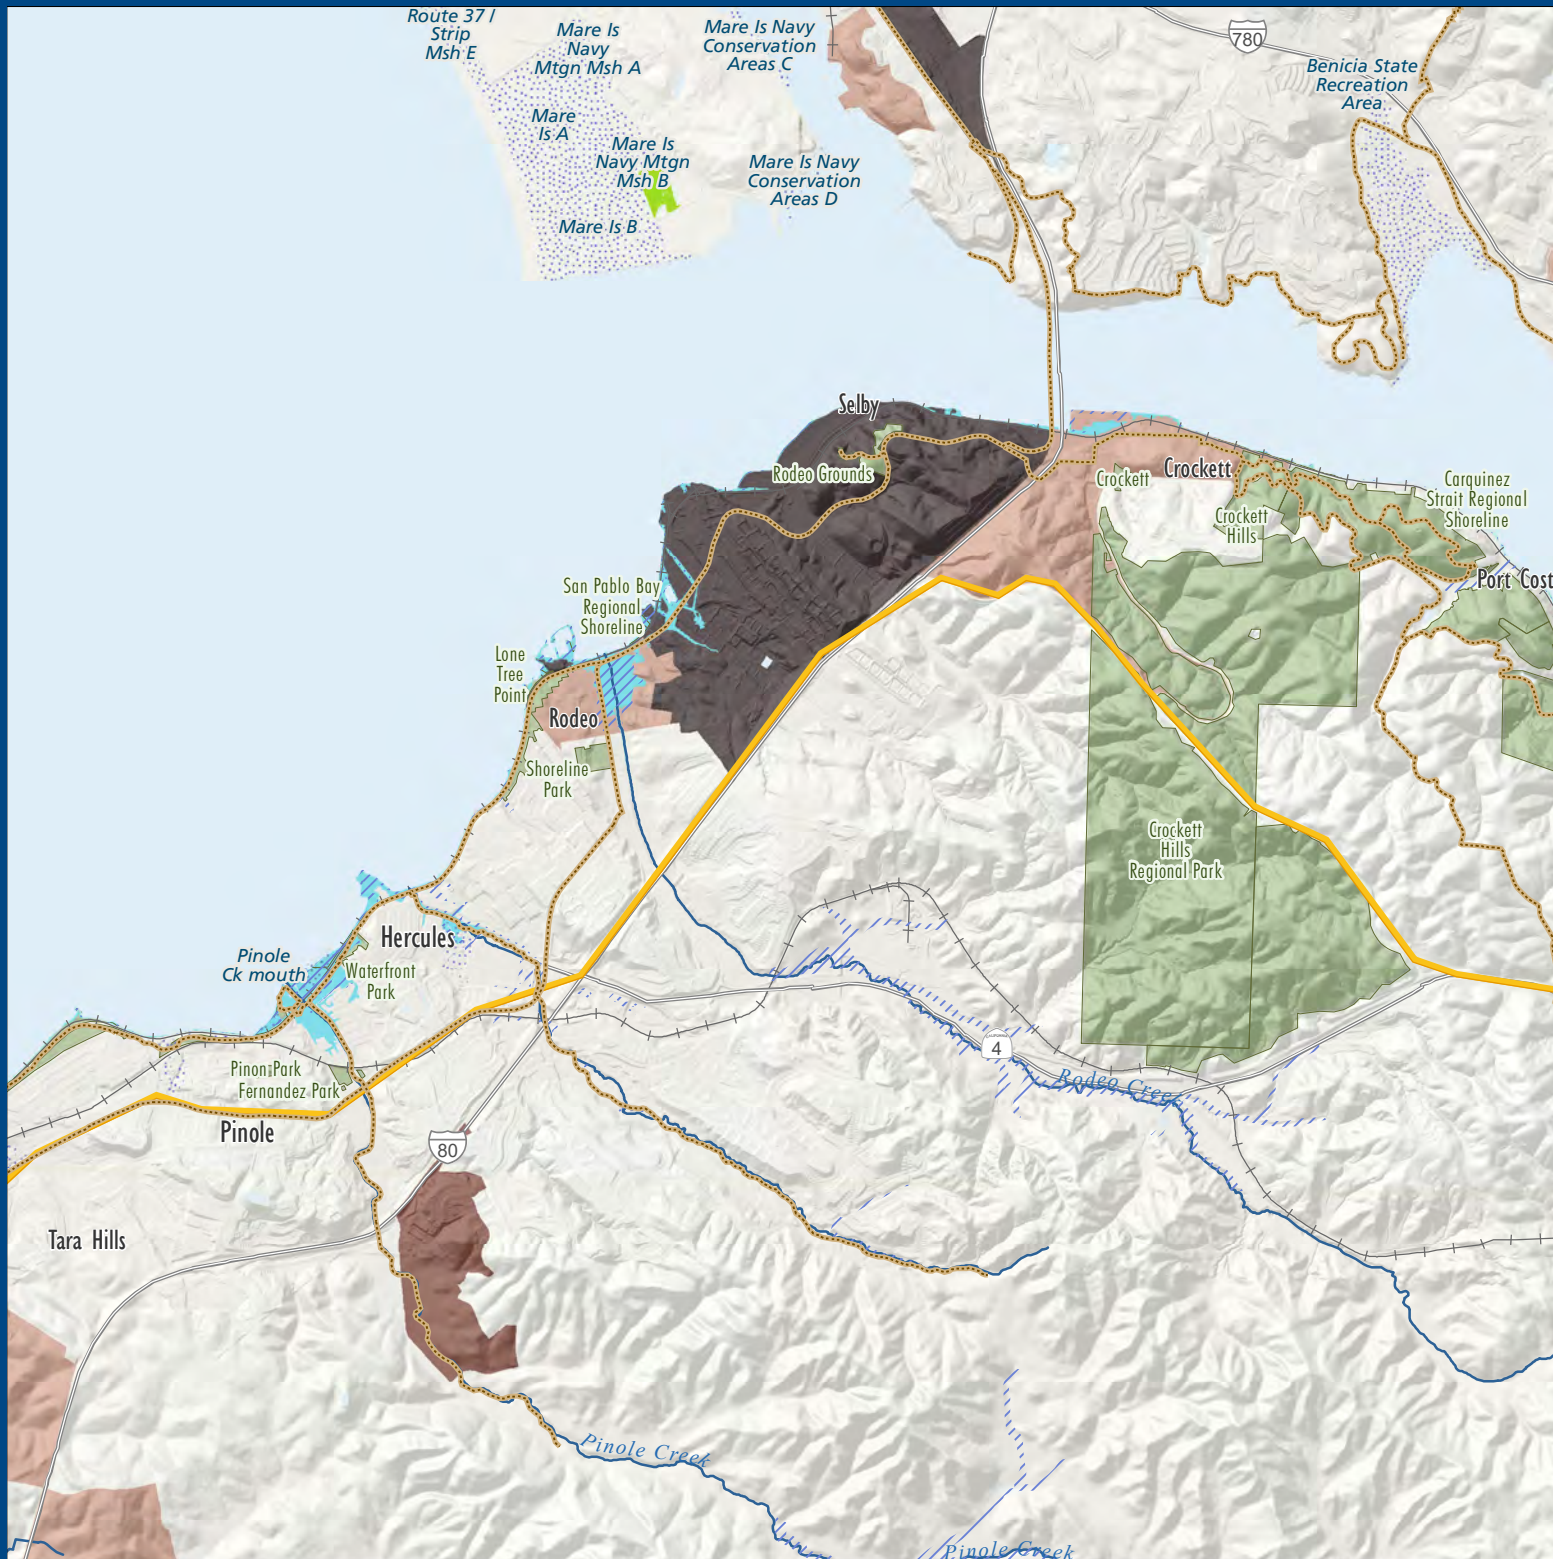 Route 37 /
Strip
Msh E
Mare Is
Navy
Mtgn Msh A
Mare Is Navy
Conservation
Areas C
780
Benicia State
Recreation
Area
Mare
Is A
Mare Is
Navy Mtgn
Msh B
Mare Is Navy
Conservation
Areas D
Mare Is B
Selby
Rodeo Grounds
Crockett
Crockett
Carquinez
Strait Regional
Shoreline
Crockett
Hills
San Pablo Bay
Regional
Shoreline
Port Cost
Lone
Tree
Point
Rodeo
Shoreline
Park
Crockett
Hills
Regional Park
Hercules
Pinole
Ck mouth
Waterfront
Park
CALIFORNIA
4
Pinon Park
Fernandez Park
Rodeo Creek
Pinole
80
Tara Hills
Pinole Creek
Pinole Creek